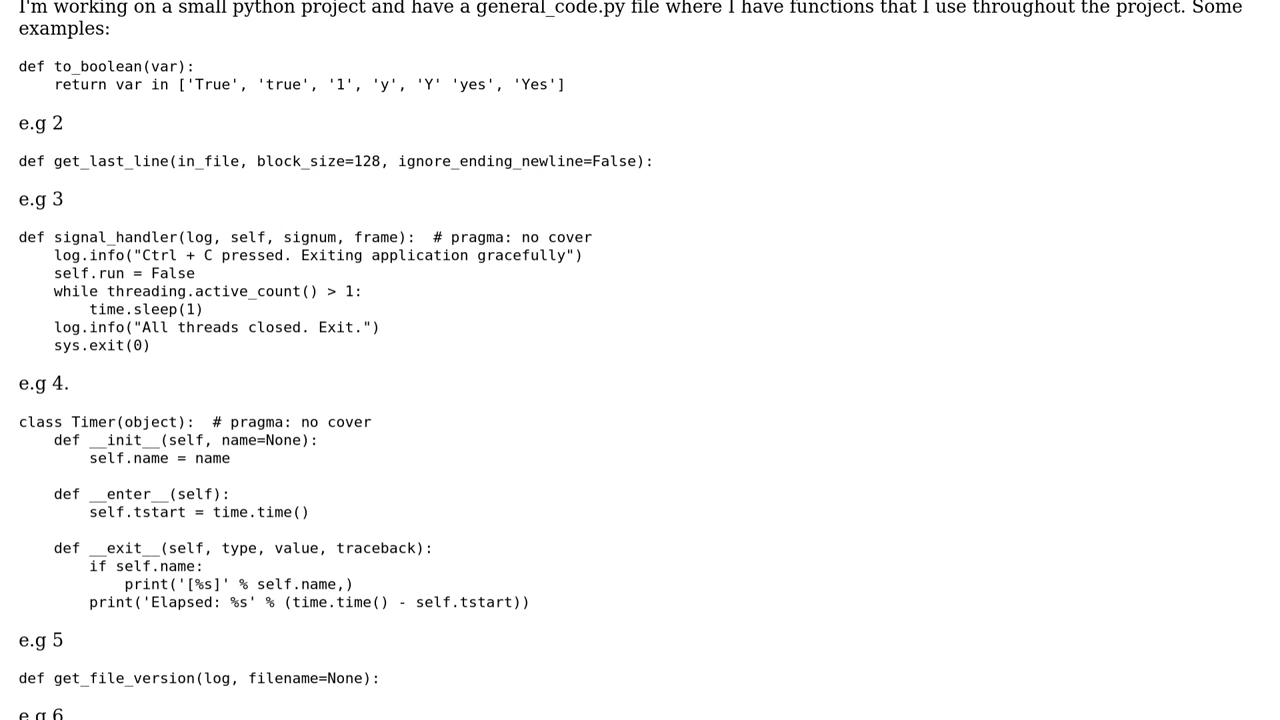 I'm working on a small python project and have a general_code.py file where I have functions that I use throughout the project. Some
examples:
def to_boolean(var):
    return var in ['True', 'true', '1', 'y', 'Y' 'yes', 'Yes']
e.g 2
def get_last_line(in_file, block_size=128, ignore_ending_newline=False):
e.g 3
def signal_handler(log, self, signum, frame):  # pragma: no cover
    log.info("Ctrl + C pressed. Exiting application gracefully")
    self.run = False
    while threading.active_count() > 1:
        time.sleep(1)
    log.info("All threads closed. Exit.")
    sys.exit(0)
e.g 4.
class Timer(object):  # pragma: no cover
    def __init__(self, name=None):
        self.name = name
    def __enter__(self):
        self.tstart = time.time()
    def __exit__(self, type, value, traceback):
        if self.name:
            print('[%s]' % self.name,)
        print('Elapsed: %s' % (time.time() - self.tstart))
e.g 5
def get_file_version(log, filename=None):
e.g 6